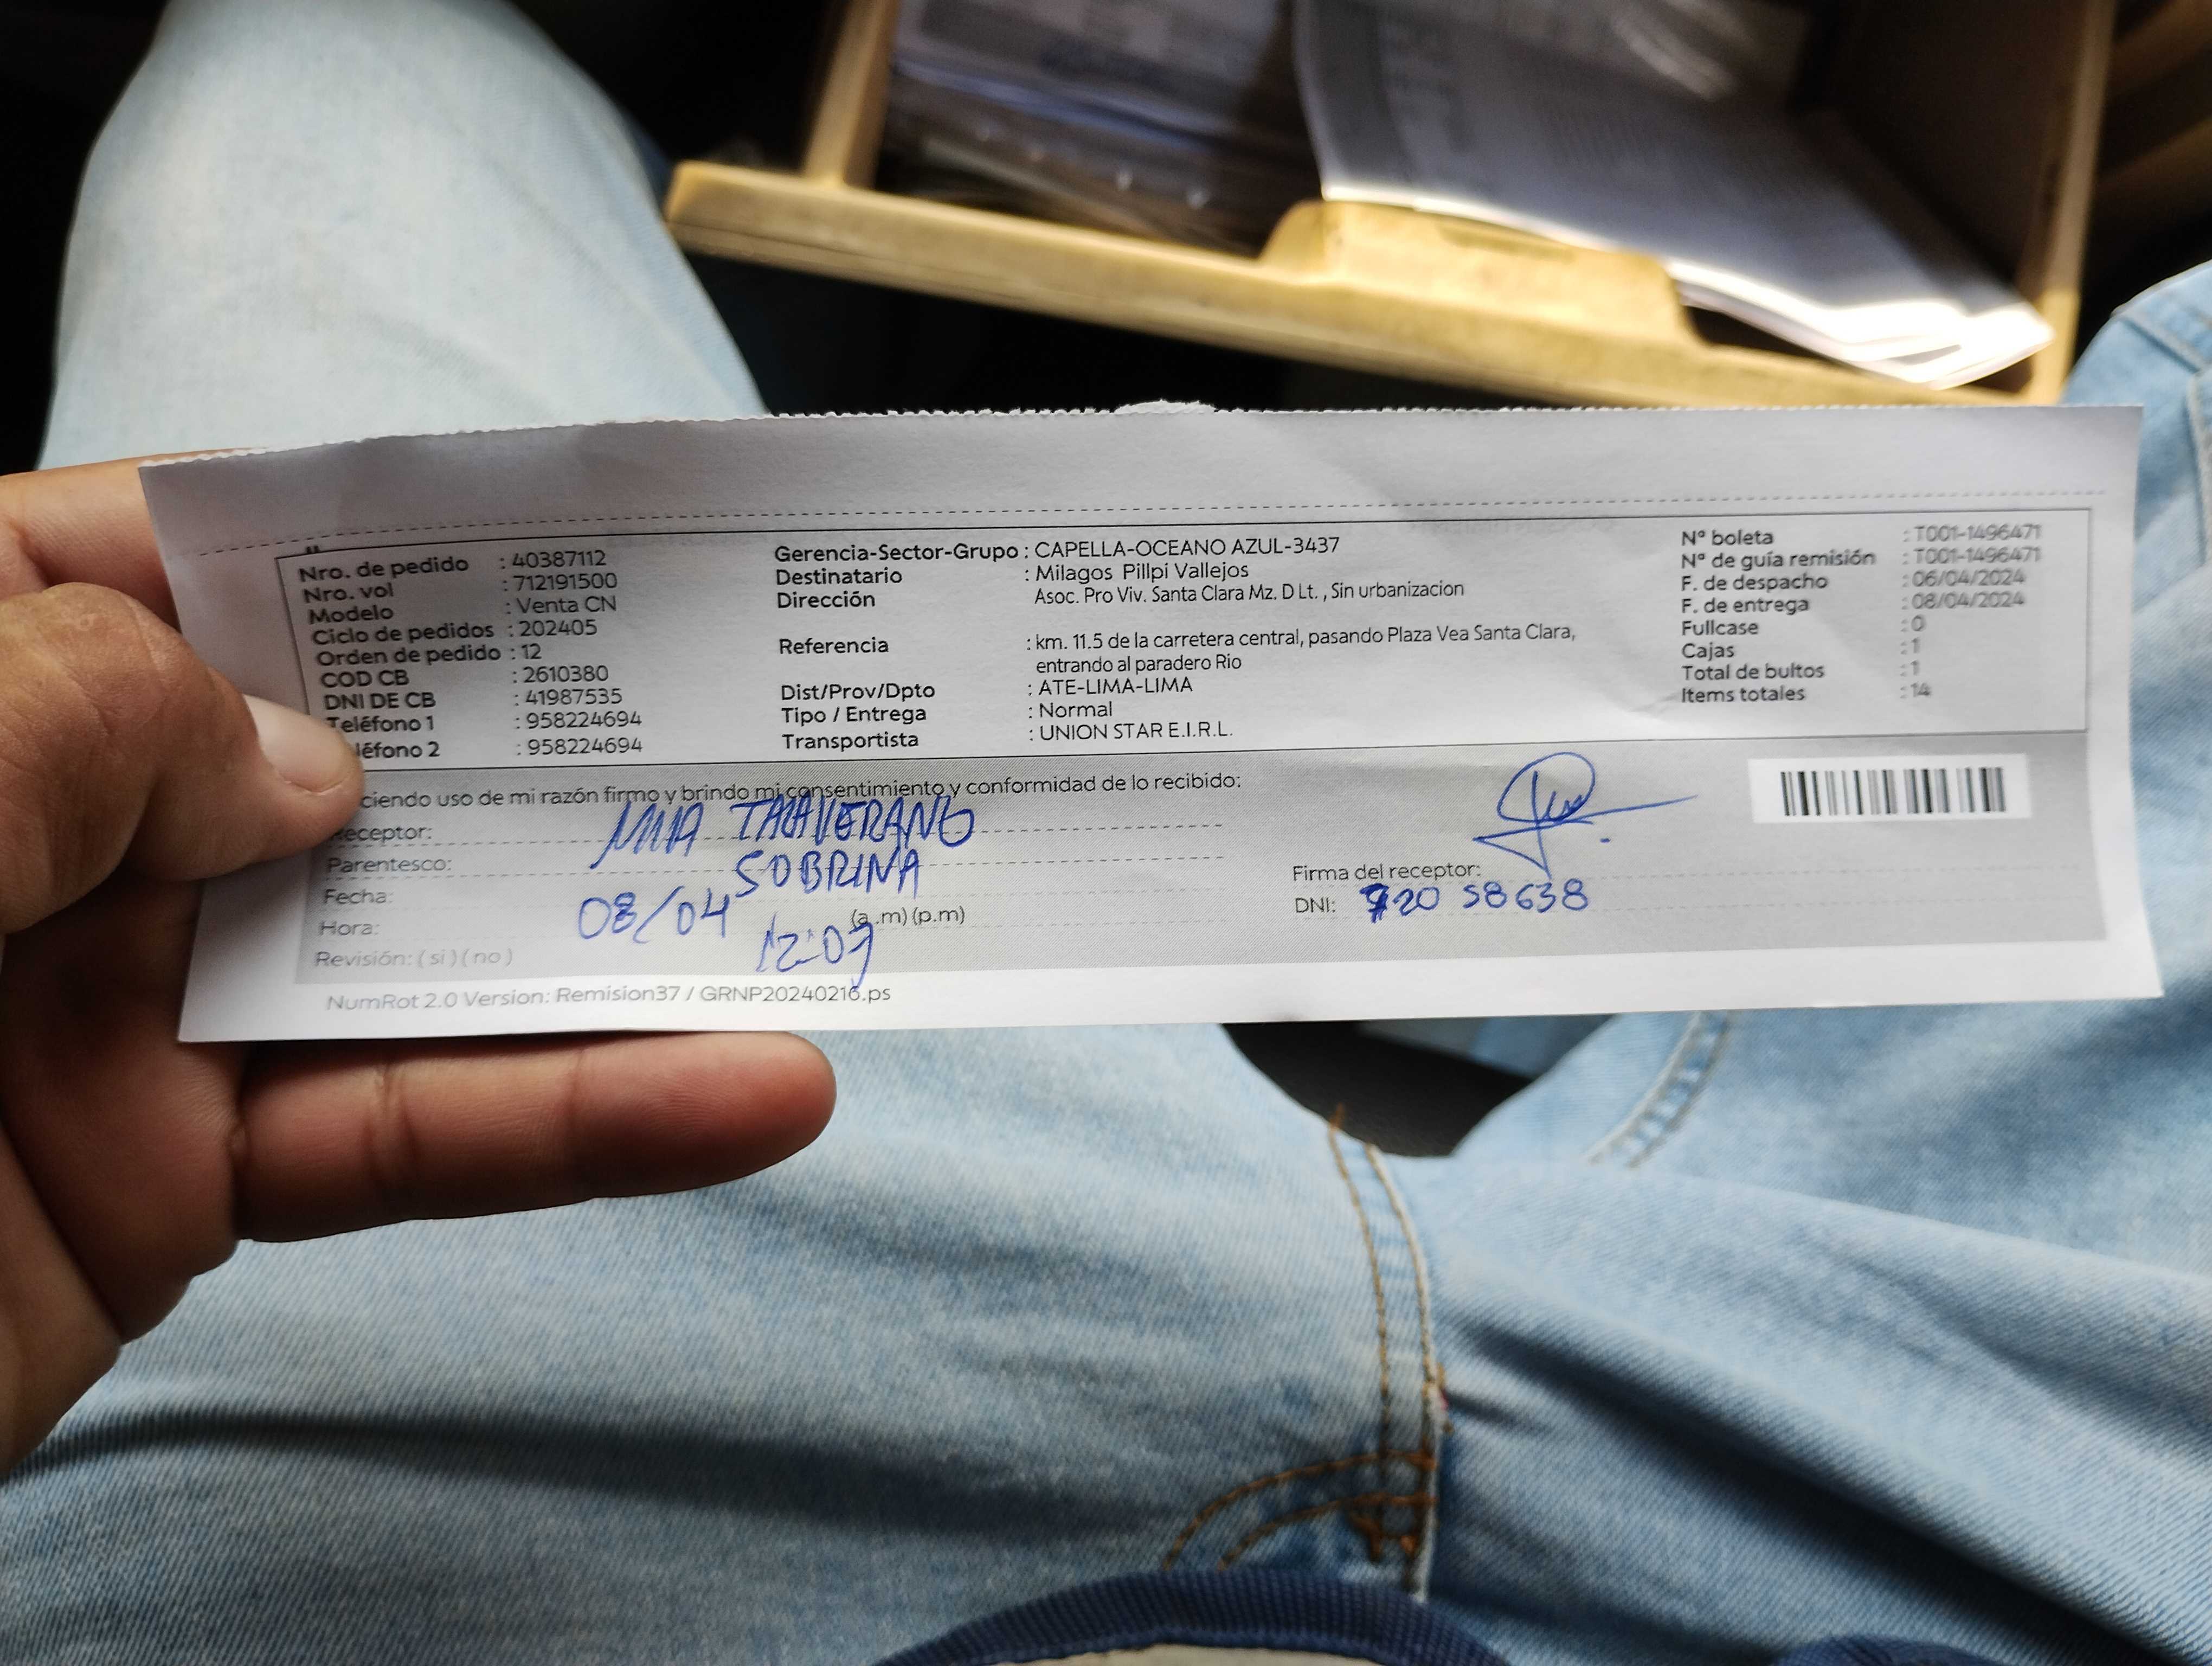 Nro. de pedido : 40387112
Nro. vol : 712191500
Modelo : Venta CN
Ciclo de pedidos : 202405
Orden de pedido : 12
COD CB : 2610380
DNI DE CB : 41987535
Teléfono 1 : 958224694
léfono 2 : 958224694
Gerencia-Sector-Grupo : CAPELLA-OCEANO AZUL-3437
Destinatario : Milagos Pillpi Vallejos
Dirección Asoc. Pro Viv. Santa Clara Mz. D Lt. , Sin urbanizacion
Referencia : km. 11.5 de la carretera central, pasando Plaza Vea Santa Clara,
entrando al paradero Rio
Dist/Prov/Dpto : ATE-LIMA-LIMA
Tipo / Entrega : Normal
Transportista : UNION STAR E.I.R.L.
Nº boleta : T001-1496471
Nº de guía remisión : T001-1496471
F. de despacho : 06/04/2024
F. de entrega : 08/04/2024
Fullcase : 0
Cajas : 1
Total de bultos : 1
Items totales : 14
ciendo uso de mi razón firmo y brindo mi consentimiento y conformidad de lo recibido:
Receptor: MIA TALAVERANO
Parentesco: SOBRINA
Fecha: 08/04
Hora: 12:09 (a.m) (p.m)
Revisión: ( si ) ( no )
Firma del receptor:
DNI: 72058638
NumRot 2.0 Version: Remision37 / GRNP20240216.ps